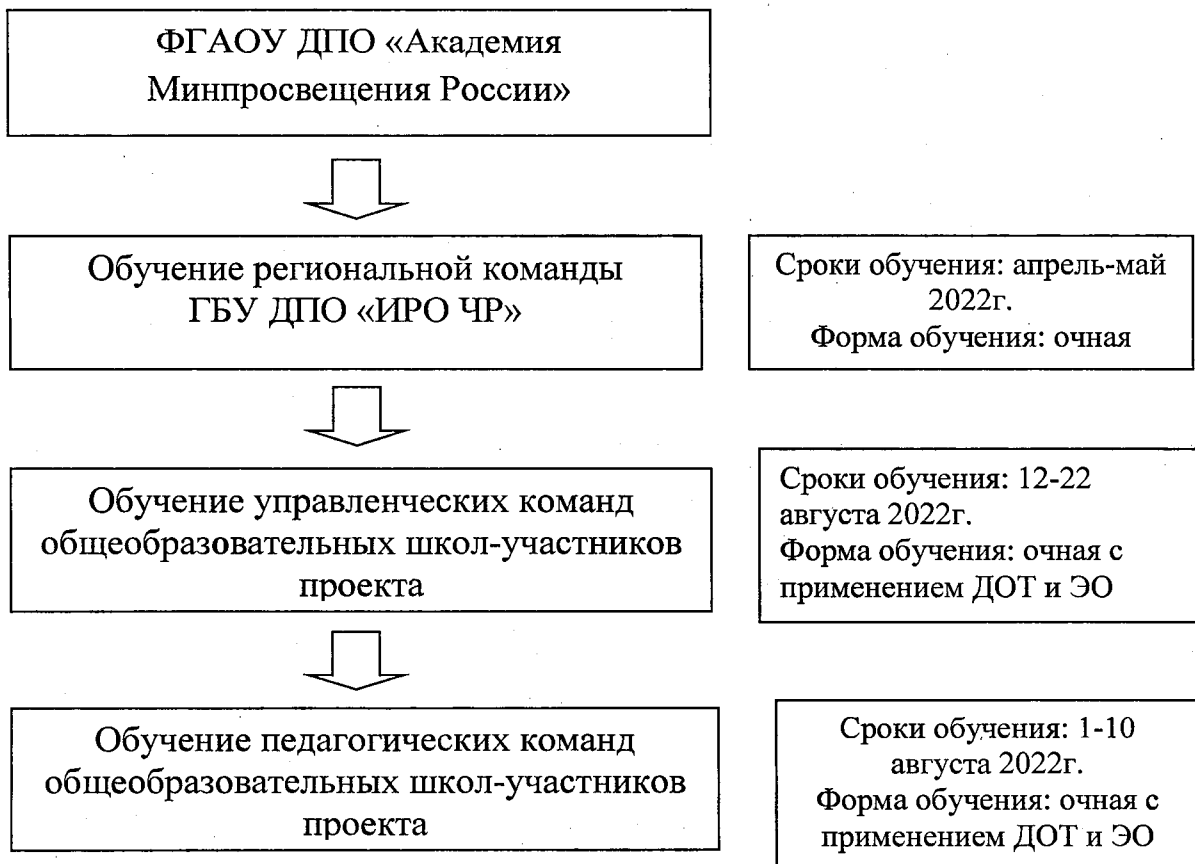 ФГАОУ ДПО «Академия
Минпросвещения России»
Обучение региональной команды
ГБУ ДПО «ИРО ЧР»
Сроки обучения: апрель-май
2022г.
Форма обучения: очная
Обучение управленческих команд
общеобразовательных школ-участников
проекта
Сроки обучения: 12-22
августа 2022г.
Форма обучения: очная с
применением ДОТ и ЭО
Обучение педагогических команд
общеобразовательных школ-участников
проекта
Сроки обучения: 1-10
августа 2022г.
Форма обучения: очная с
применением ДОТ и ЭО